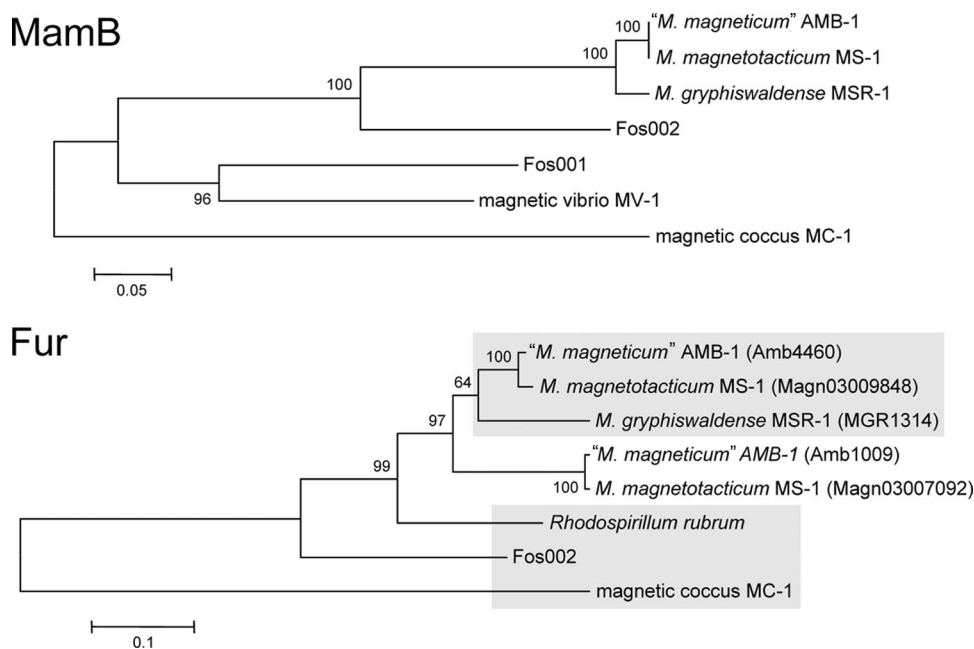 MamB
100
"M. magneticum" AMB-1
100
M. magnetotacticum MS-1
100
M. gryphiswaldense MSR-1
Fos002
Fos001
96
magnetic vibrio MV-1
magnetic coccus MC-1
0.05
Fur
100
"M. magneticum" AMB-1 (Amb4460)
64
M. magnetotacticum MS-1 (Magn03009848)
97
M. gryphiswaldense MSR-1 (MGR1314)
"M. magneticum" AMB-1 (Amb1009)
99
100
M. magnetotacticum MS-1 (Magn03007092)
Rhodospirillum rubrum
Fos002
magnetic coccus MC-1
0.1